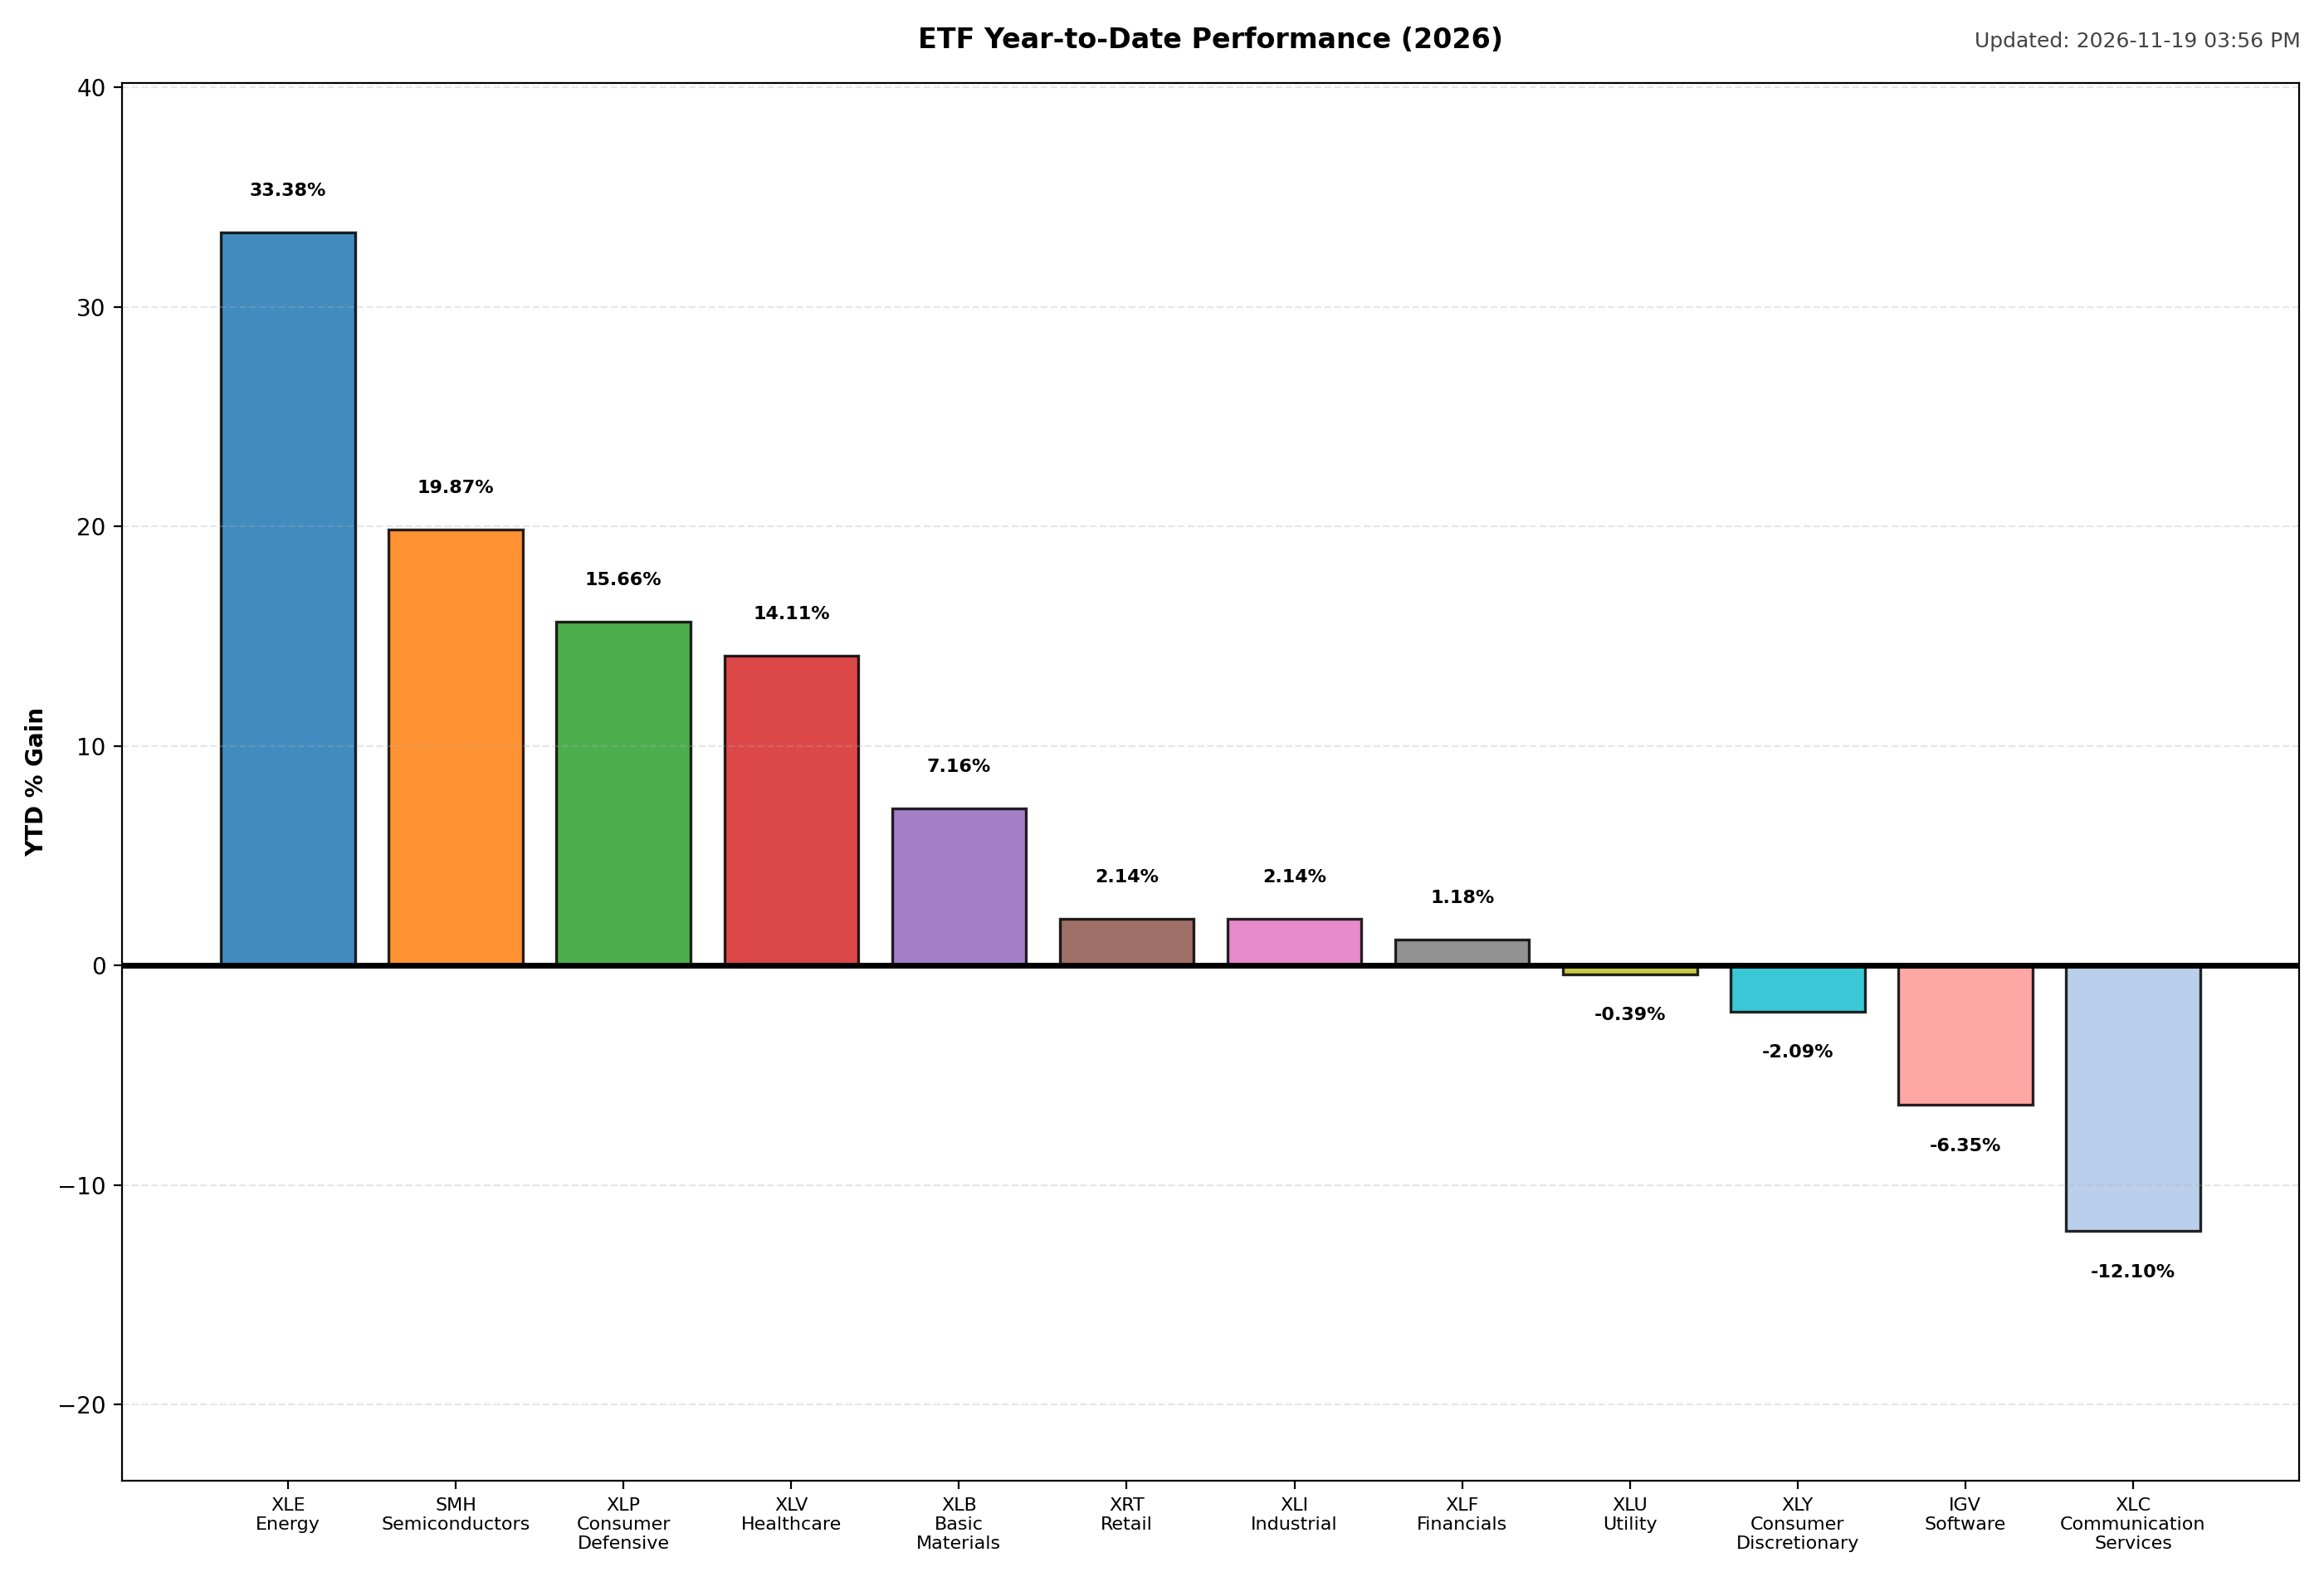 ETF Year-to-Date Performance (2026)
Updated: 2026-11-19 03:56 PM
YTD % Gain
40
30
20
10
0
−10
−20
33.38%
19.87%
15.66%
14.11%
7.16%
2.14%
2.14%
1.18%
-0.39%
-2.09%
-6.35%
-12.10%
XLE
Energy
SMH
Semiconductors
XLP
Consumer
Defensive
XLV
Healthcare
XLB
Basic
Materials
XRT
Retail
XLI
Industrial
XLF
Financials
XLU
Utility
XLY
Consumer
Discretionary
IGV
Software
XLC
Communication
Services